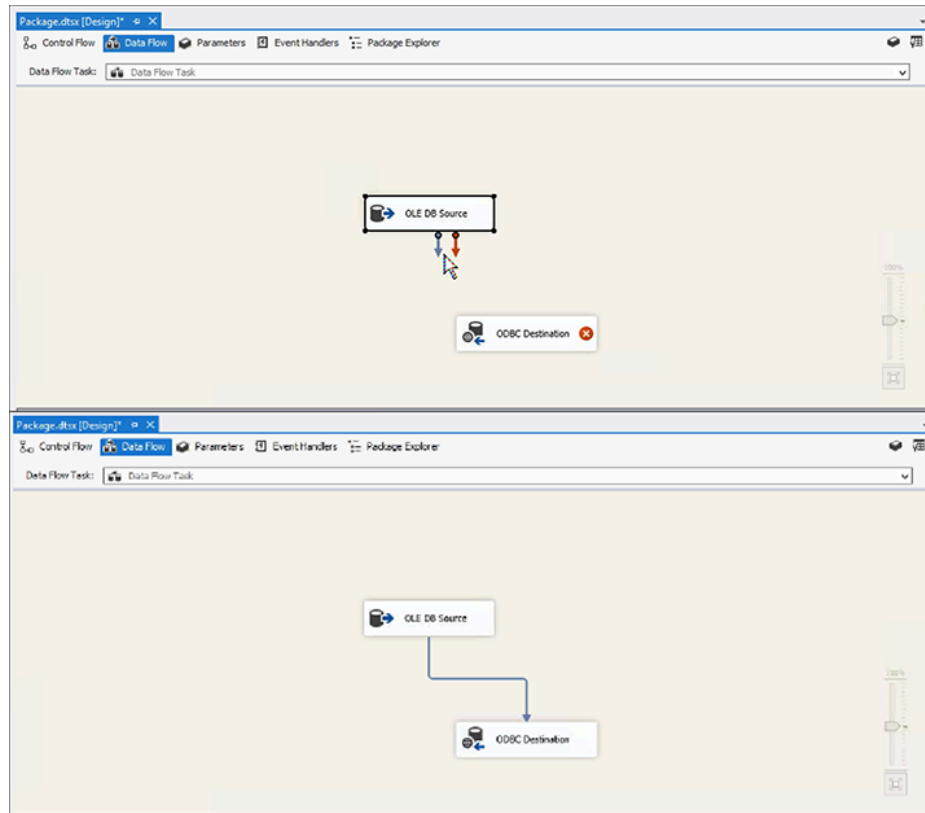 Package.dtsx [Design]*
Control Flow Data Flow Parameters Event Handlers Package Explorer
Data Flow Task: Data Flow Task
OLE DB Source
100%
ODBC Destination
Package.dtsx [Design]*
Control Flow Data Flow Parameters Event Handlers Package Explorer
Data Flow Task: Data Flow Task
OLE DB Source
100%
ODBC Destination